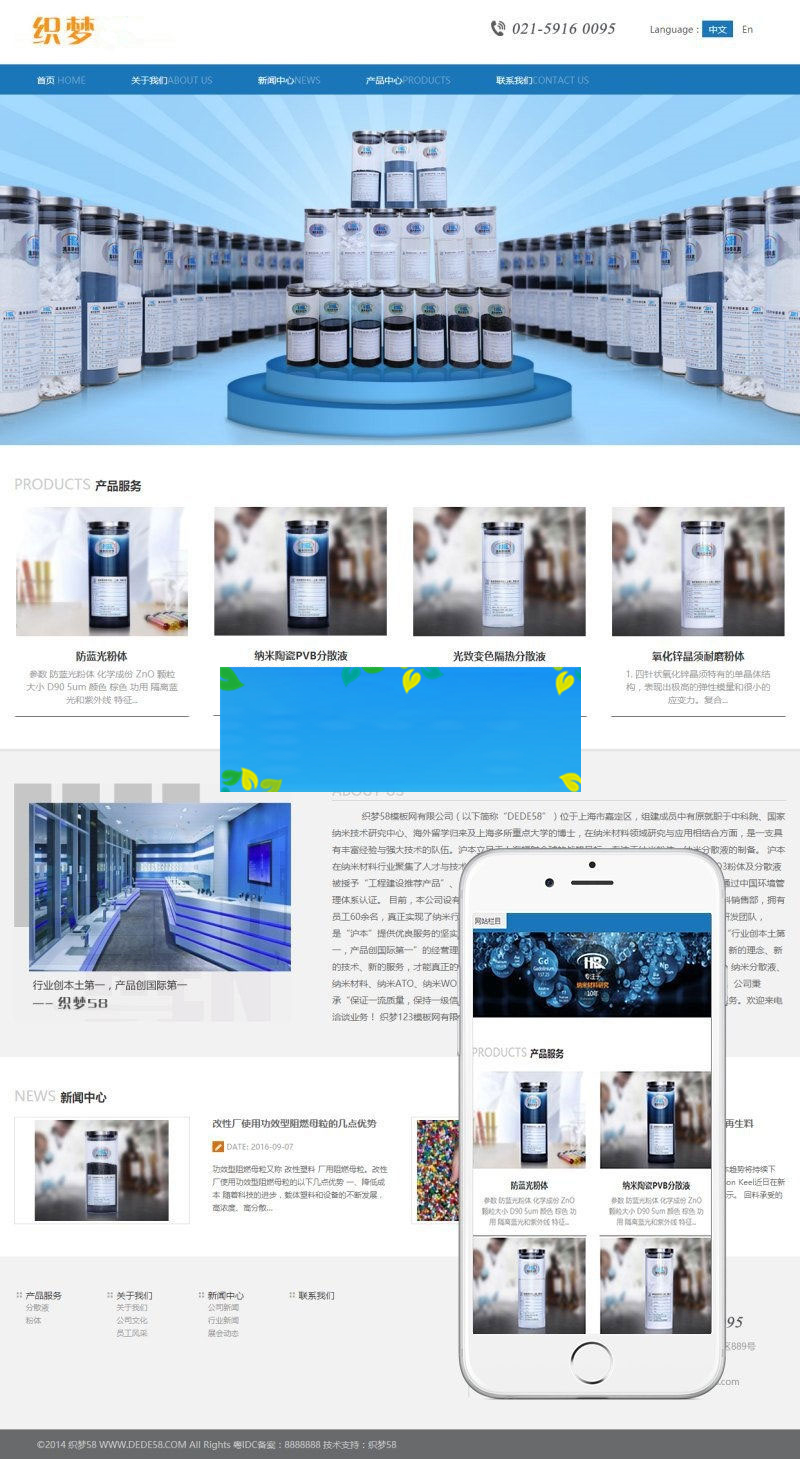 织梦
021-5916 0095
Language : 中文 En
首页 HOME
关于我们ABOUT US
新闻中心NEWS
产品中心PRODUCTS
联系我们CONTACT US
PRODUCTS 产品服务
防蓝光粉体
参数 防蓝光粉体 化学成份 ZnO 颗粒
大小 D90 5um 颜色 棕色 功用 隔离蓝
光和紫外线 特征...
纳米陶瓷PVB分散液
光致变色隔热分散液
氧化锌晶须耐磨粉体
1. 四针状氧化锌晶须特有的单晶体结
构，表现出极高的弹性模量和很小的
应变力。复合...
ABOUT US
织梦58模板网有限公司（以下简称“DEDE58”）位于上海市嘉定区，组建成员中有原就职于中科院、国家
纳米技术研究中心、海外留学归来及上海多所重点大学的博士，在纳米材料领域研究与应用相结合方面，是一支具
有丰富经验与强大技术的队伍。
在纳米材料行业聚集了人才与技
被授予“工程建设推荐产品”、
理体系认证。 目前，本公司设有
员工60余名，真正实现了纳米行
是“沪本”提供优良服务的坚实
一，产品创国际第一”的经营理
的技术、新的服务，才能真正的
纳米材料、纳米ATO、纳米WO
承“保证一流质量，保持一级信
洽谈业务！ 织梦123模板网有限
O3粉体及分散液
通过中国环境管
料销售部，拥有
研发团队，
“行业创本土第
新的理念、新
纳米分散液、
公司秉
务。欢迎来电
行业创本土第一，产品创国际第一
—— 织梦58
NEWS 新闻中心
改性厂使用功效型阻燃母粒的几点优势
DATE: 2016-09-07
功效型阻燃母粒又称 改性塑料 厂用阻燃母粒。改性
厂使用功效型阻燃母粒的以下几点优势 一、降低成
本 随着科技的进步，载体塑料和设备的不断发展，
高浓度、高分散...
再生料
趋势将持续下
on Keel近日在新
示。 回料承受的
网站栏目
Gd
Gadolinium
157.25
Np
HB
专注于
纳米材料研究
10年
PRODUCTS 产品服务
防蓝光粉体
参数 防蓝光粉体 化学成份 ZnO
颗粒大小 D90 5um 颜色 棕色 功
用 隔离蓝光和紫外线 特征...
纳米陶瓷PVB分散液
参数 防蓝光粉体 化学成份 ZnO
颗粒大小 D90 5um 颜色 棕色 功
用 隔离蓝光和紫外线 特征...
产品服务
分散液
粉体
关于我们
关于我们
公司文化
员工风采
新闻中心
公司新闻
行业新闻
展会动态
联系我们
95
区889号
.com
©2014 织梦58 WWW.DEDE58.COM All Rights 粤IDC备案：8888888 技术支持：织梦58